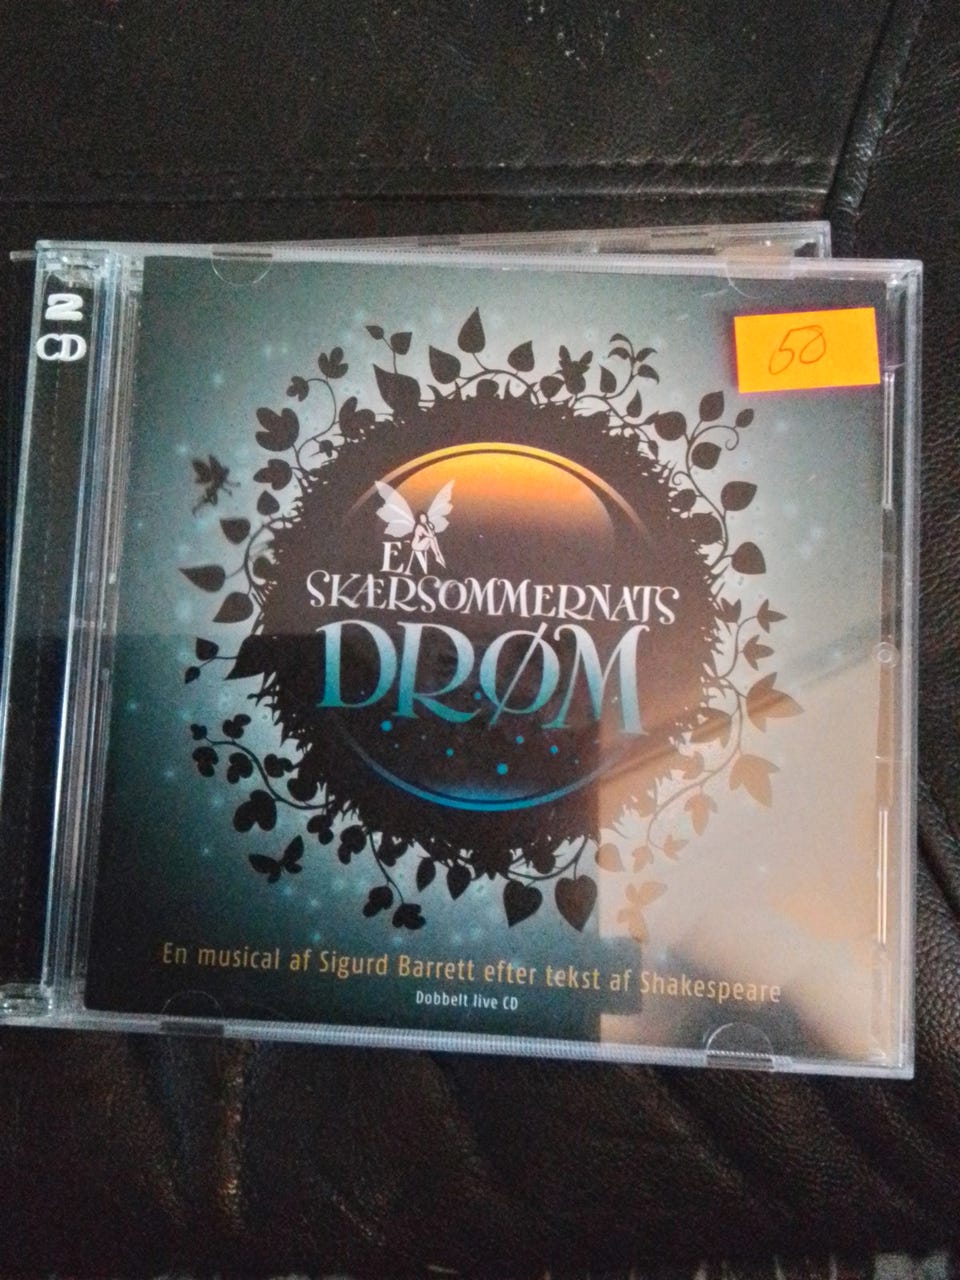 2
CD
50
EN
SKÆRSOMMERNATS
DRØM
En musical af Sigurd Barrett efter tekst af Shakespeare
Dobbelt live CD